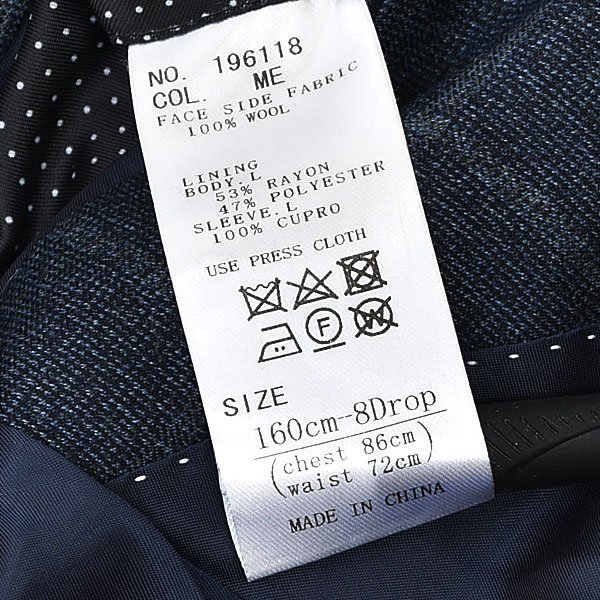 NO. 196118
COL. ME
FACE SIDE FABRIC
100% WOOL
LINING
BODY.L
53% RAYON
47% POLYESTER
SLEEVE.L
100% CUPRO
USE PRESS CLOTH
F W
SIZE
160cm--8Drop
(chest 86cm
waist 72cm)
MADE IN CHINA